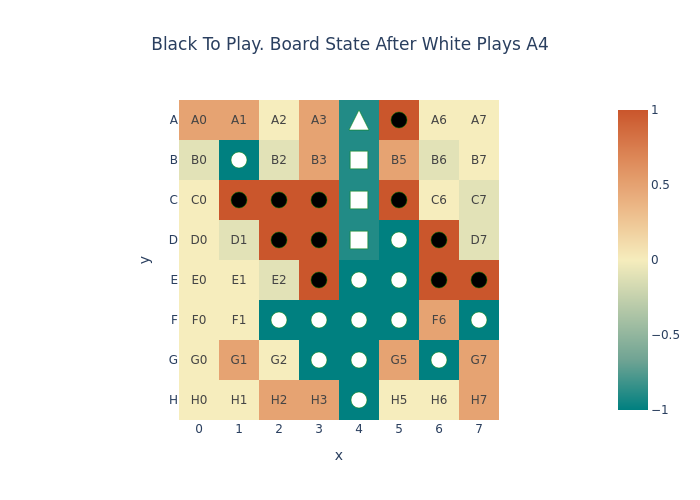 Black To Play. Board State After White Plays A4
A A0 A1 A2 A3 A6 A7
B B0 B2 B3 B5 B6 B7
C C0 C6 C7
D D0 D1 D7
E E0 E1 E2
F F0 F1 F6
G G0 G1 G2 G5 G7
H H0 H1 H2 H3 H5 H6 H7
0 1 2 3 4 5 6 7
x
y
1
0.5
0
−0.5
−1